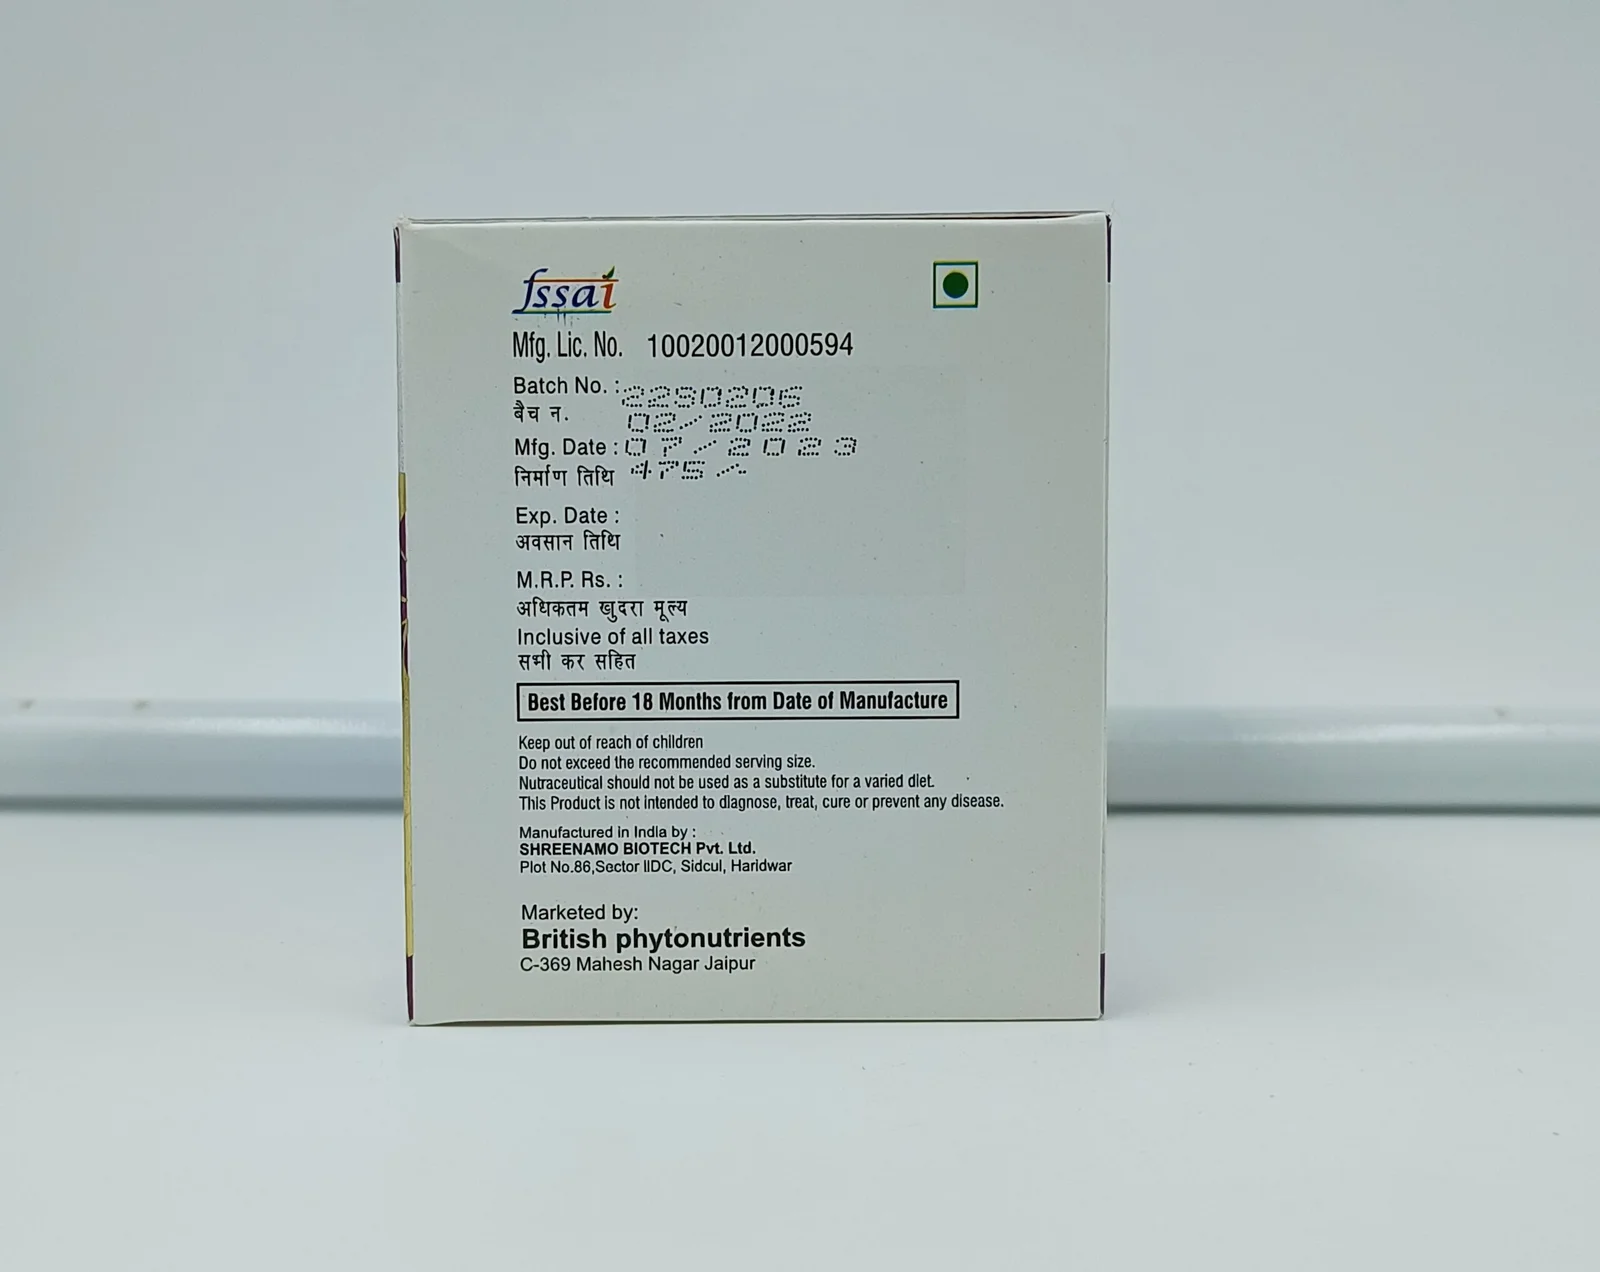 fssai
Mfg. Lic. No. 10020012000594
Batch No. : 22S0206
बैच न.
02/2022
Mfg. Date : 07/2023
निर्माण तिथि 475/-
Exp. Date :
अवसान तिथि
M.R.P. Rs. :
अधिकतम खुदरा मूल्य
Inclusive of all taxes
सभी कर सहित
Best Before 18 Months from Date of Manufacture
Keep out of reach of children
Do not exceed the recommended serving size.
Nutraceutical should not be used as a substitute for a varied diet.
This Product is not intended to diagnose, treat, cure or prevent any disease.
Manufactured in India by :
SHREENAMO BIOTECH Pvt. Ltd.
Plot No.86,Sector IIDC, Sidcul, Haridwar
Marketed by:
British phytonutrients
C-369 Mahesh Nagar Jaipur